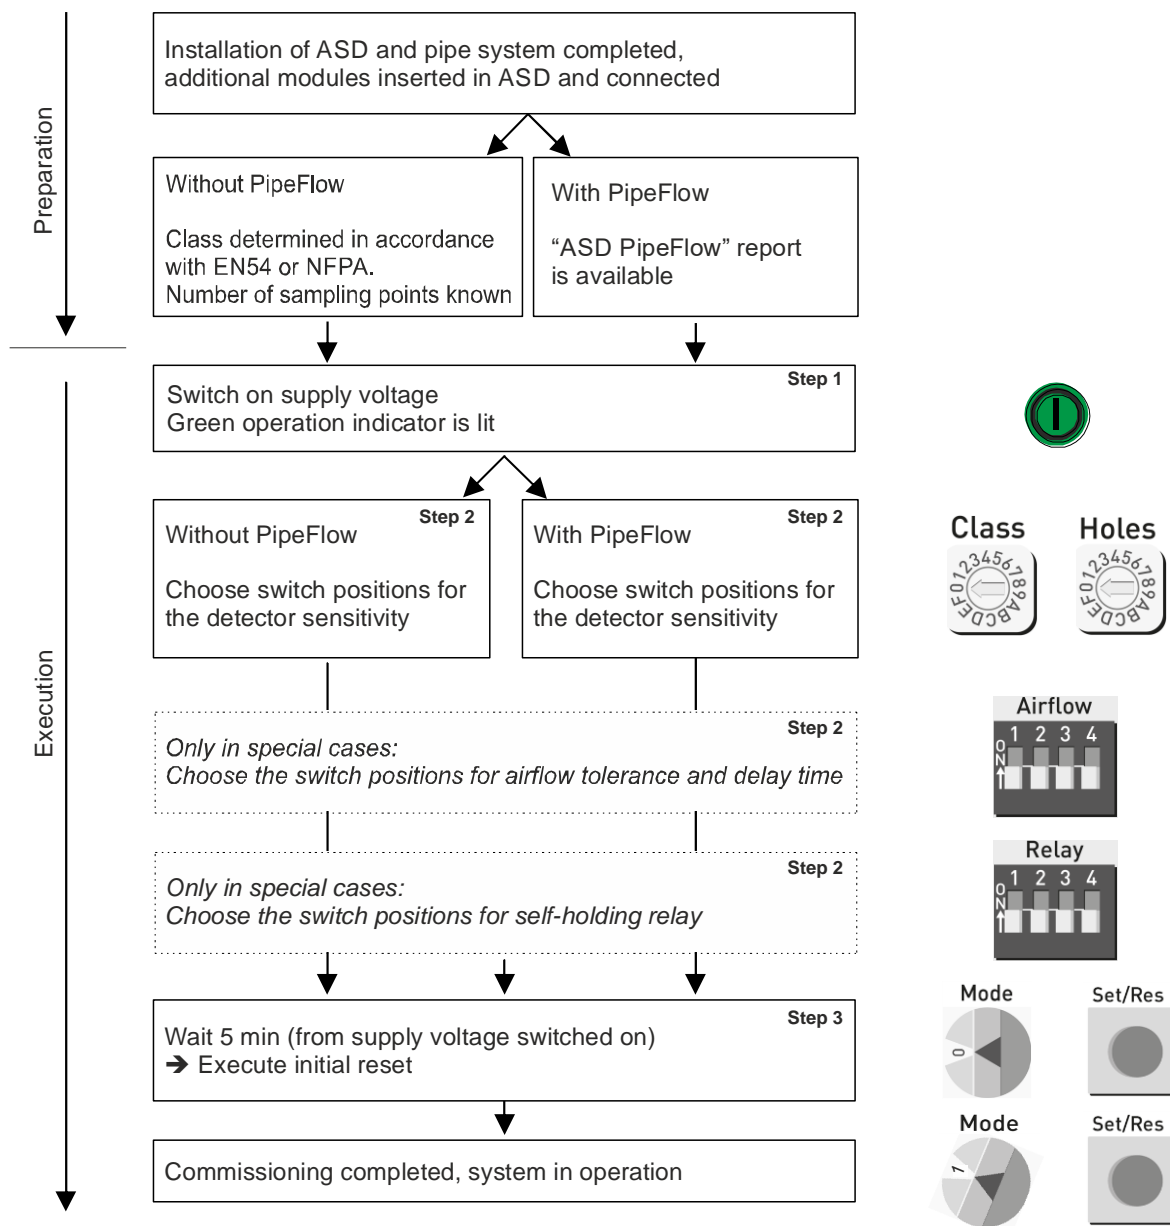 Preparation
Installation of ASD and pipe system completed,
additional modules inserted in ASD and connected
Without PipeFlow
Class determined in accordance
with EN54 or NFPA.
Number of sampling points known
With PipeFlow
“ASD PipeFlow” report
is available
Execution
Step 1
Switch on supply voltage
Green operation indicator is lit
Step 2
Without PipeFlow
Choose switch positions for
the detector sensitivity
Step 2
With PipeFlow
Choose switch positions for
the detector sensitivity
Class
0123456789ABCDEF
Holes
0123456789ABCDEF
Step 2
Only in special cases:
Choose the switch positions for airflow tolerance and delay time
Airflow
1 2 3 4
ON
Step 2
Only in special cases:
Choose the switch positions for self-holding relay
Relay
1 2 3 4
ON
Step 3
Wait 5 min (from supply voltage switched on)
➔ Execute initial reset
Mode
0
Set/Res
Commissioning completed, system in operation
Mode
1
Set/Res